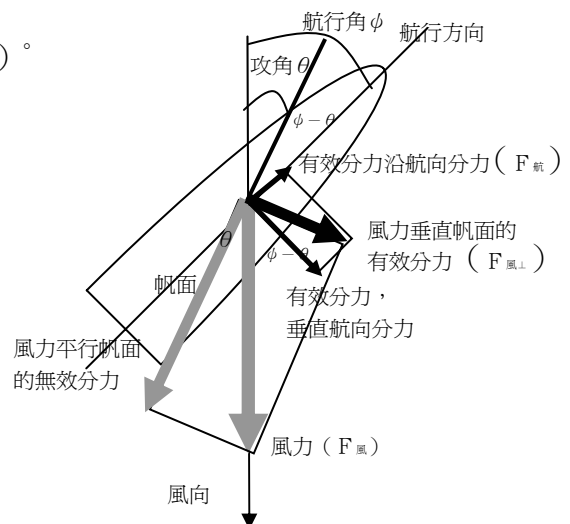 航行角φ
航行方向
)。
攻角θ
φ－θ
有效分力沿航向分力(F航)
風力垂直帆面的
有效分力(F風⊥)
θ
φ－θ
帆面
有效分力，
垂直航向分力
風力平行帆面
的無效分力
風力(F風)
風向